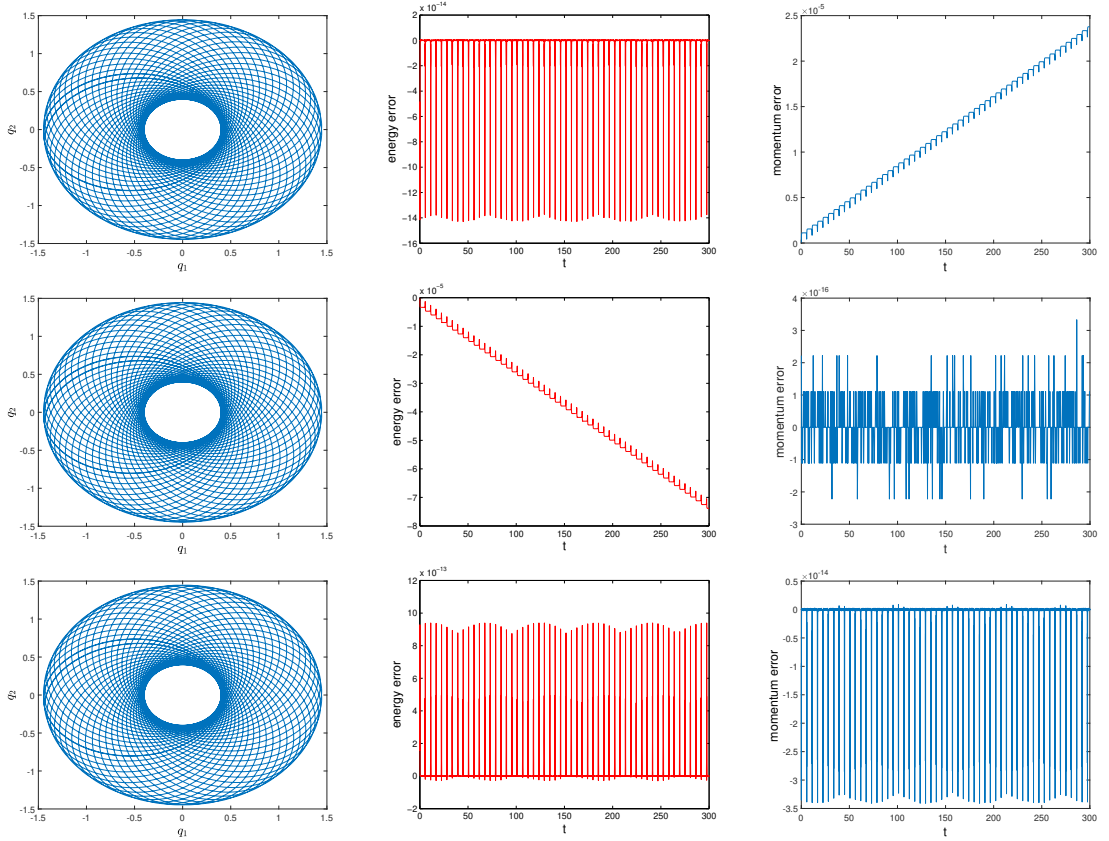 1.5
1
0.5
0
-0.5
-1
-1.5
-1.5 -1 -0.5 0 0.5 1 1.5
q₂
q₁
x 10⁻¹⁴
2
0
−2
−4
−6
−8
−10
−12
−14
−16
0 50 100 150 200 250 300
energy error
t
×10⁻⁵
2.5
2
1.5
1
0.5
0
0 50 100 150 200 250 300
momentum error
t
1.5
1
0.5
0
-0.5
-1
-1.5
-1.5 -1 -0.5 0 0.5 1 1.5
q₂
q₁
x 10⁻⁵
0
−1
−2
−3
−4
−5
−6
−7
−8
0 50 100 150 200 250 300
energy error
t
×10⁻¹⁶
4
3
2
1
0
-1
-2
-3
0 50 100 150 200 250 300
momentum error
t
1.5
1
0.5
0
-0.5
-1
-1.5
-1.5 -1 -0.5 0 0.5 1 1.5
q₂
q₁
x 10⁻¹³
12
10
8
6
4
2
0
−2
0 50 100 150 200 250 300
energy error
t
×10⁻¹⁴
0.5
0
-0.5
-1
-1.5
-2
-2.5
-3
-3.5
0 50 100 150 200 250 300
momentum error
t